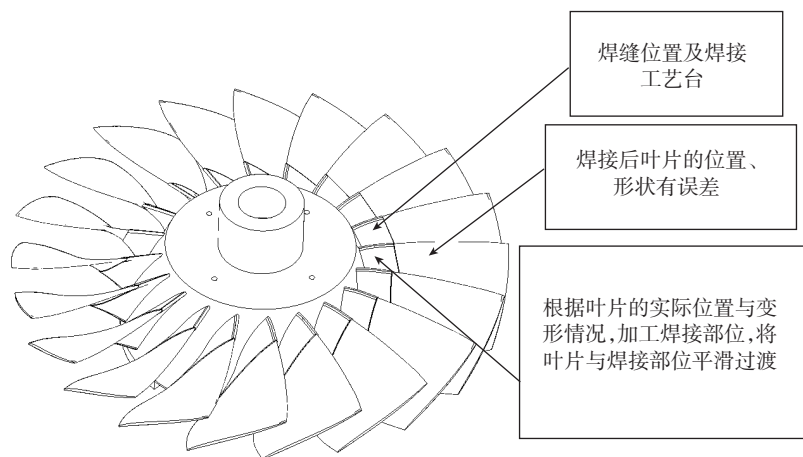 焊缝位置及焊接
工艺台
焊接后叶片的位置、
形状有误差
根据叶片的实际位置与变
形情况,加工焊接部位,将
叶片与焊接部位平滑过渡